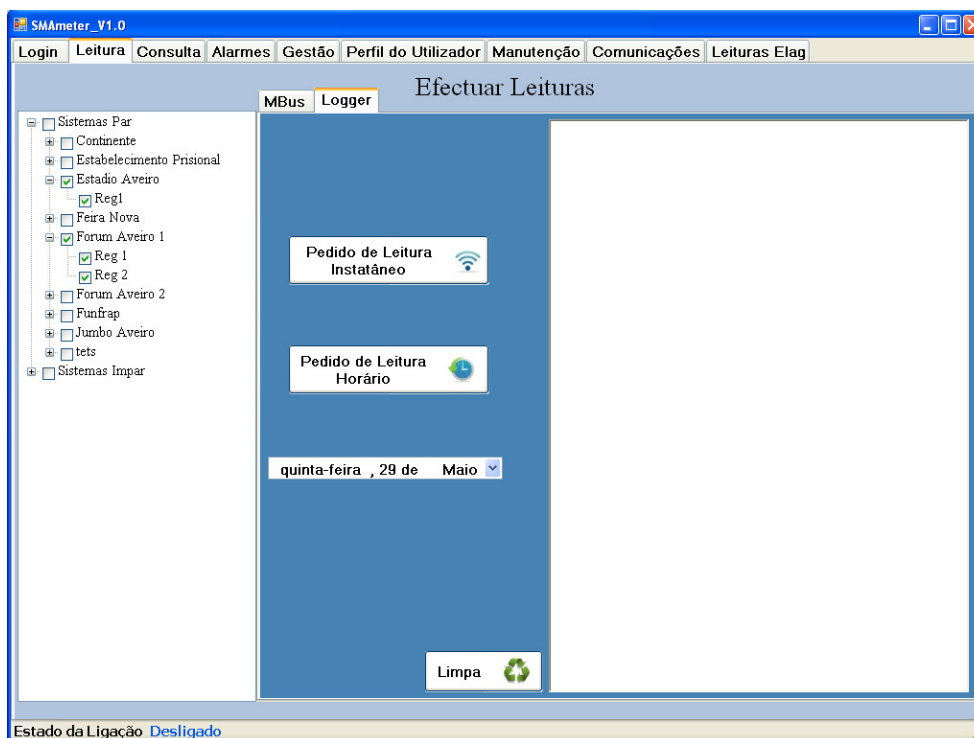 SMAmeter_V1.0
Login Leitura Consulta Alarmes Gestão Perfil do Utilizador Manutenção Comunicações Leituras Elag
Efectuar Leituras
MBus Logger
Sistemas Par
Continente
Estabelecimento Prisional
Estadio Aveiro
Reg1
Feira Nova
Forum Aveiro 1
Reg 1
Reg 2
Forum Aveiro 2
Funfrap
Jumbo Aveiro
tets
Sistemas Impar
Pedido de Leitura
Instatâneo
Pedido de Leitura
Horário
quinta-feira , 29 de Maio
Limpa
Estado da Ligação Desligado